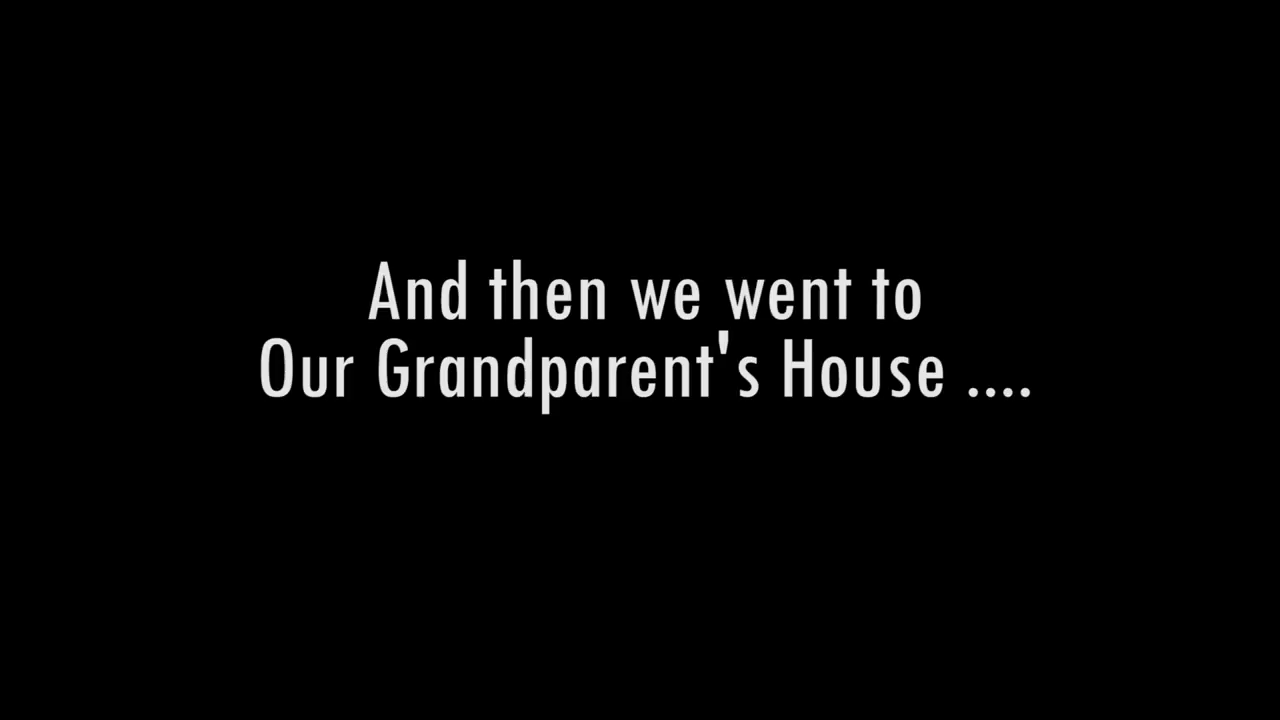 And then we went to
Our Grandparent's House ....